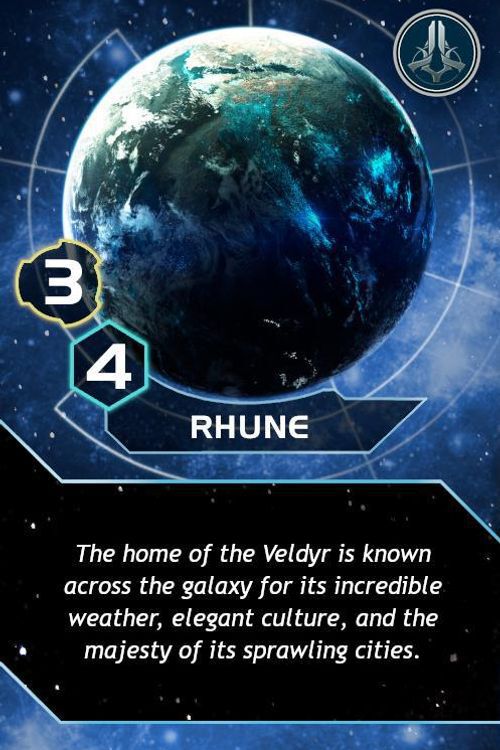 3
4
RHUNE
The home of the Veldyr is known
across the galaxy for its incredible
weather, elegant culture, and the
majesty of its sprawling cities.